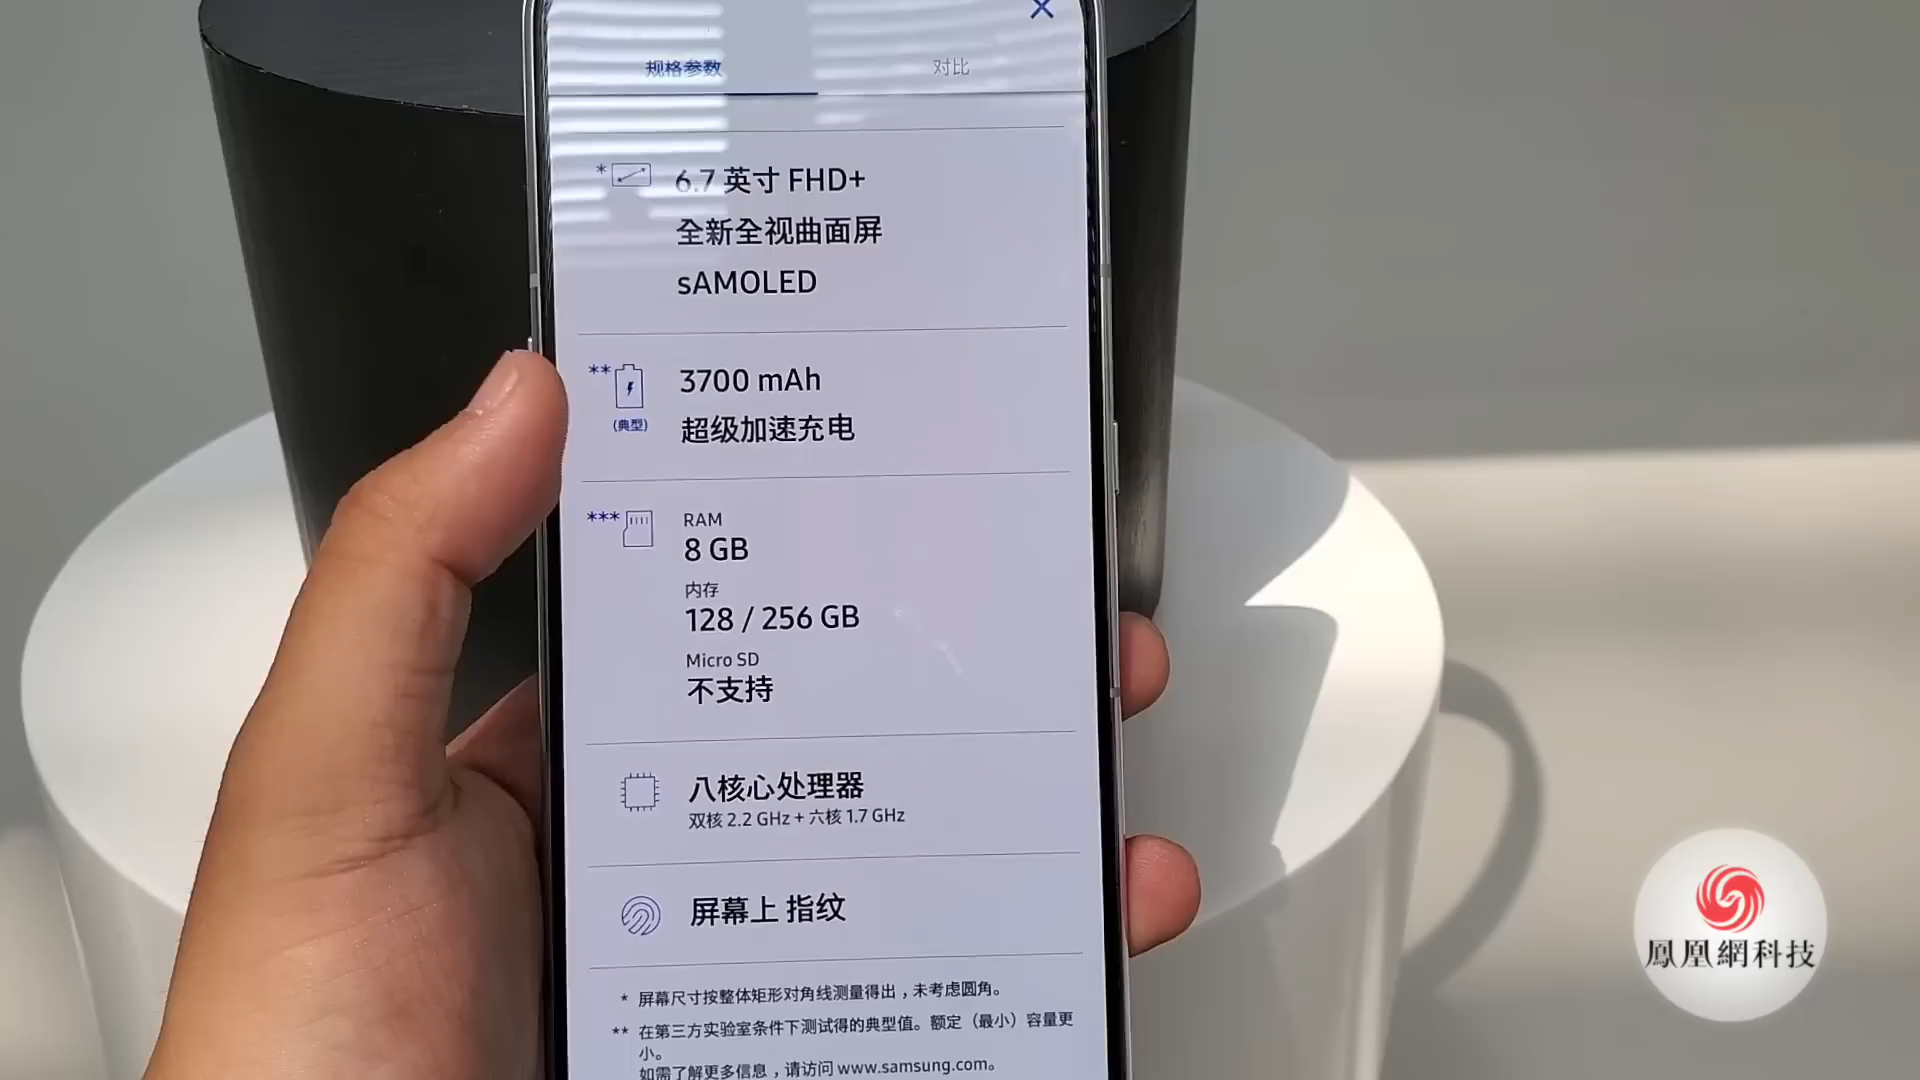 规格参数
对比
* 6.7 英寸 FHD+
全新全视曲面屏
sAMOLED
** 3700 mAh
(典型)
超级加速充电
*** RAM
8 GB
内存
128 / 256 GB
Micro SD
不支持
八核心处理器
双核 2.2 GHz + 六核 1.7 GHz
屏幕上 指纹
* 屏幕尺寸按整体矩形对角线测量得出，未考虑圆角。
** 在第三方实验室条件下测试得的典型值。额定（最小）容量更
小。
如需了解更多信息，请访问 www.samsung.com。
鳳凰網科技